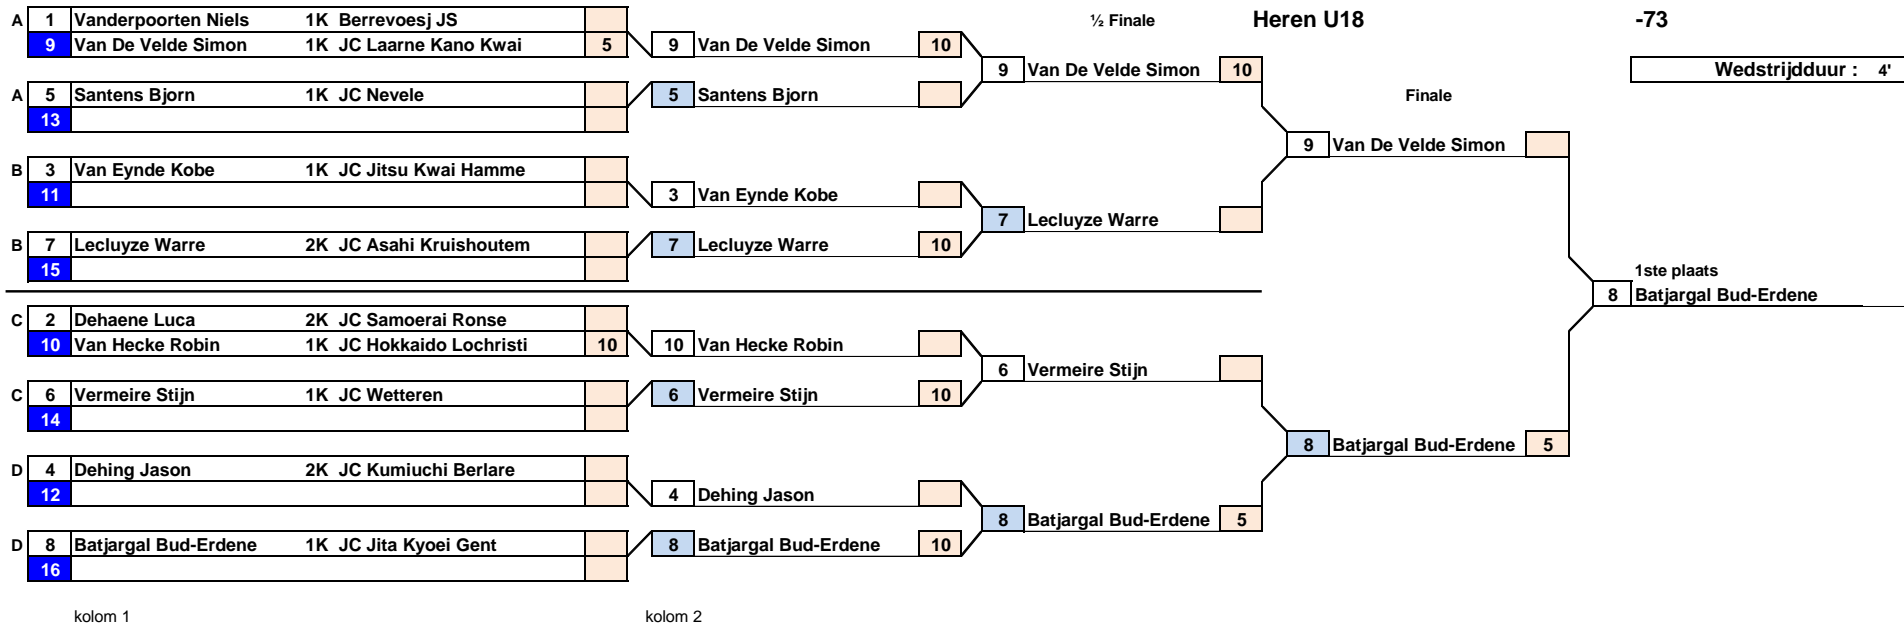 ½ Finale Heren U18 -73
A 1 Vanderpoorten Niels 1K Berrevoesj JS
9 Van De Velde Simon 1K JC Laarne Kano Kwai 5 9 Van De Velde Simon 10
9 Van De Velde Simon 10 Wedstrijdduur : 4'
A 5 Santens Bjorn 1K JC Nevele 5 Santens Bjorn Finale
13
9 Van De Velde Simon
B 3 Van Eynde Kobe 1K JC Jitsu Kwai Hamme
11 3 Van Eynde Kobe
7 Lecluyze Warre
B 7 Lecluyze Warre 2K JC Asahi Kruishoutem 7 Lecluyze Warre 10
15 1ste plaats
8 Batjargal Bud-Erdene
C 2 Dehaene Luca 2K JC Samoerai Ronse
10 Van Hecke Robin 1K JC Hokkaido Lochristi 10 10 Van Hecke Robin
6 Vermeire Stijn
C 6 Vermeire Stijn 1K JC Wetteren 6 Vermeire Stijn 10
14
8 Batjargal Bud-Erdene 5
D 4 Dehing Jason 2K JC Kumiuchi Berlare
12 4 Dehing Jason
8 Batjargal Bud-Erdene 5
D 8 Batjargal Bud-Erdene 1K JC Jita Kyoei Gent 8 Batjargal Bud-Erdene 10
16
kolom 1 kolom 2